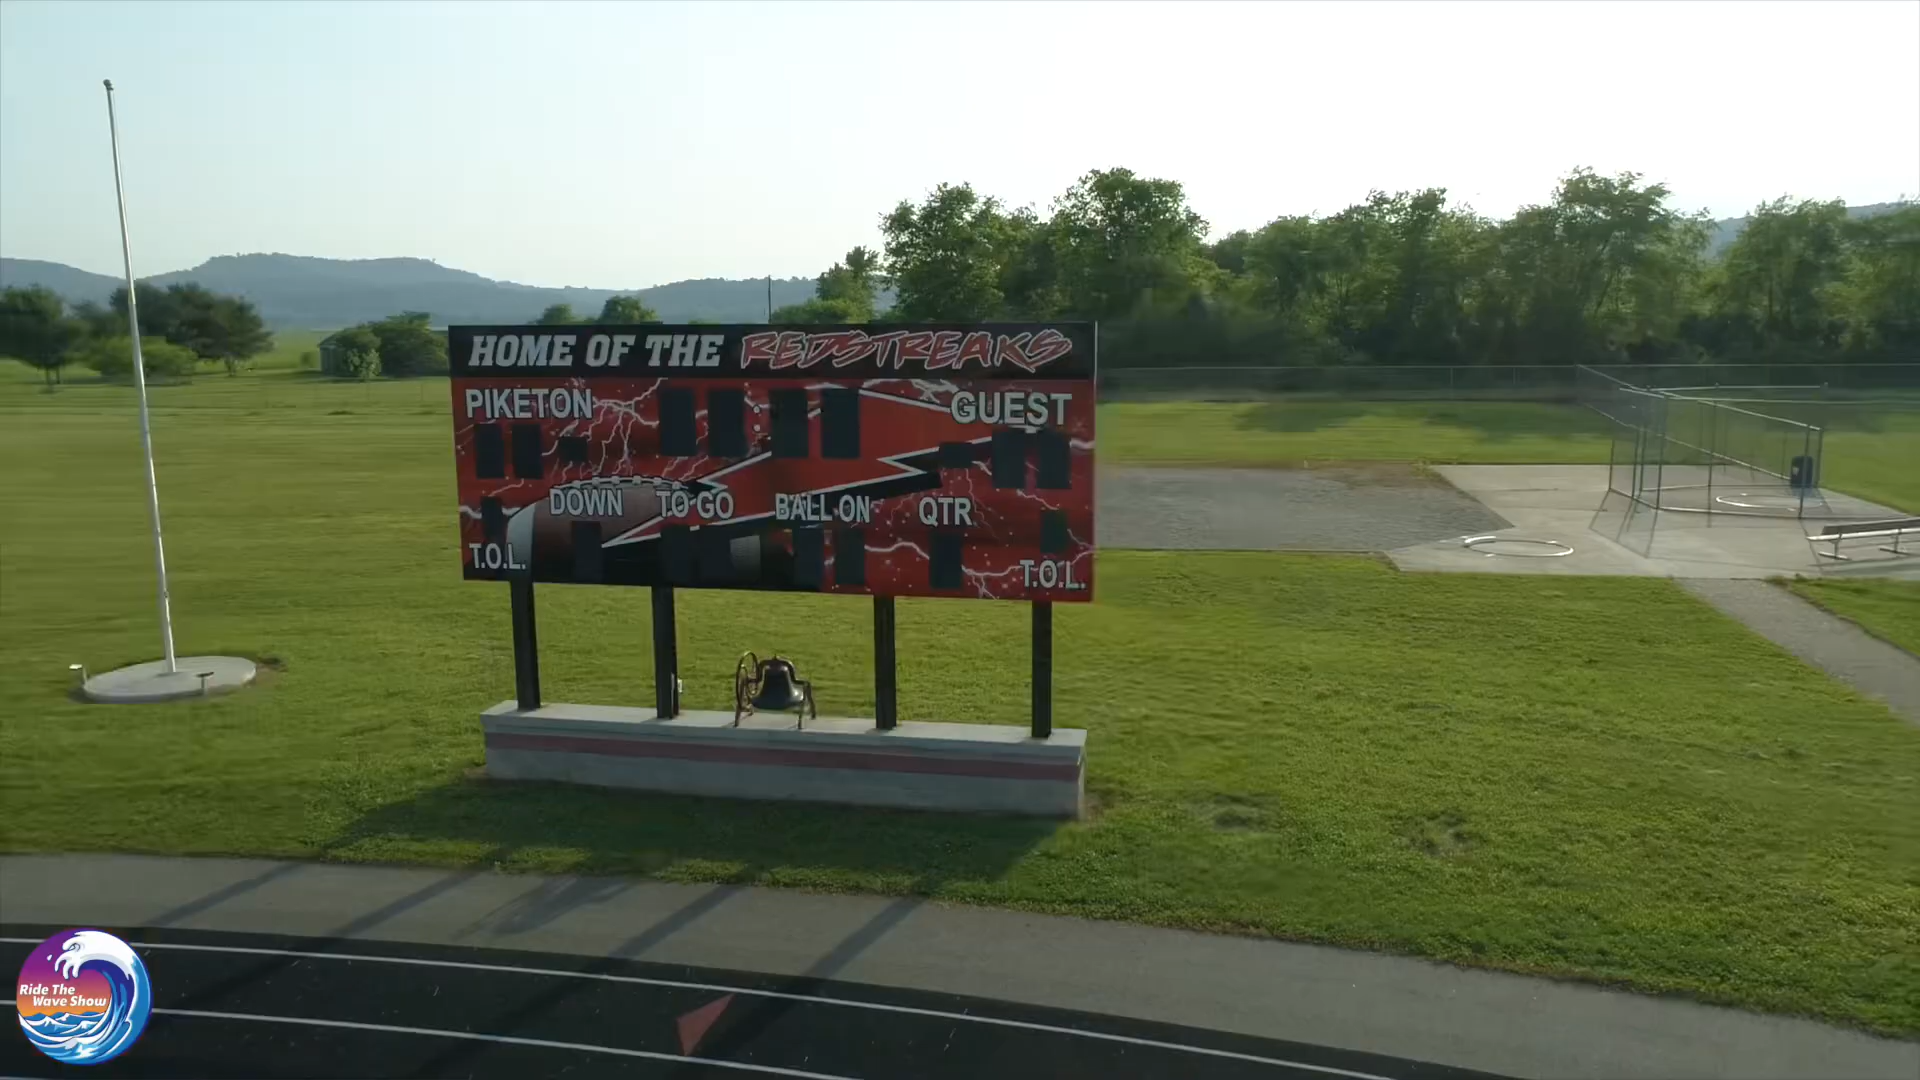 HOME OF THE REDSTREAKS
PIKETON
GUEST
DOWN TO GO BALL ON QTR
T.O.L.
T.O.L.
Ride The
Wave Show